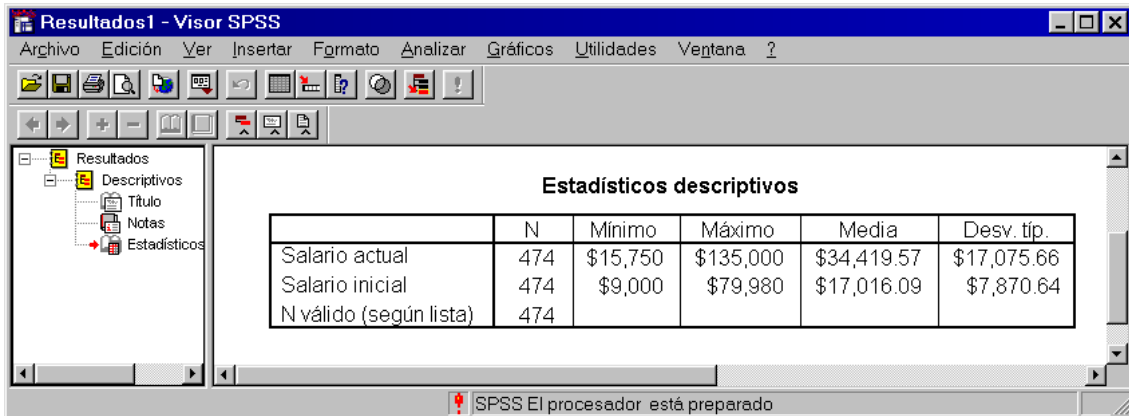 Resultados1 - Visor SPSS
Archivo Edición Ver Insertar Formato Analizar Gráficos Utilidades Ventana ?
Resultados
Descriptivos
Título
Notas
Estadísticos
Estadísticos descriptivos
N Mínimo Máximo Media Desv. típ.
Salario actual 474 $15,750 $135,000 $34,419.57 $17,075.66
Salario inicial 474 $9,000 $79,980 $17,016.09 $7,870.64
N válido (según lista) 474
SPSS El procesador está preparado